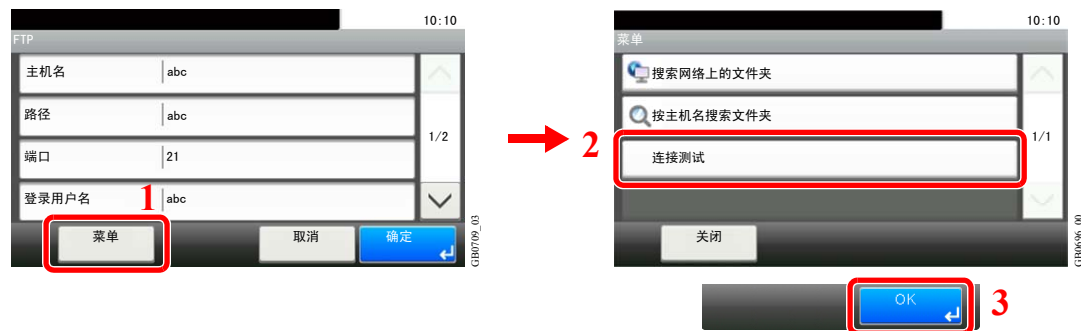 10:10
FTP
主机名 abc
路径 abc
1/2
端口 21
登录用户名 abc
1
菜单 取消 确定
GB0709_03
2
10:10
菜单
搜索网络上的文件夹
按主机名搜索文件夹
1/1
连接测试
关闭
GB0696_00
OK
3